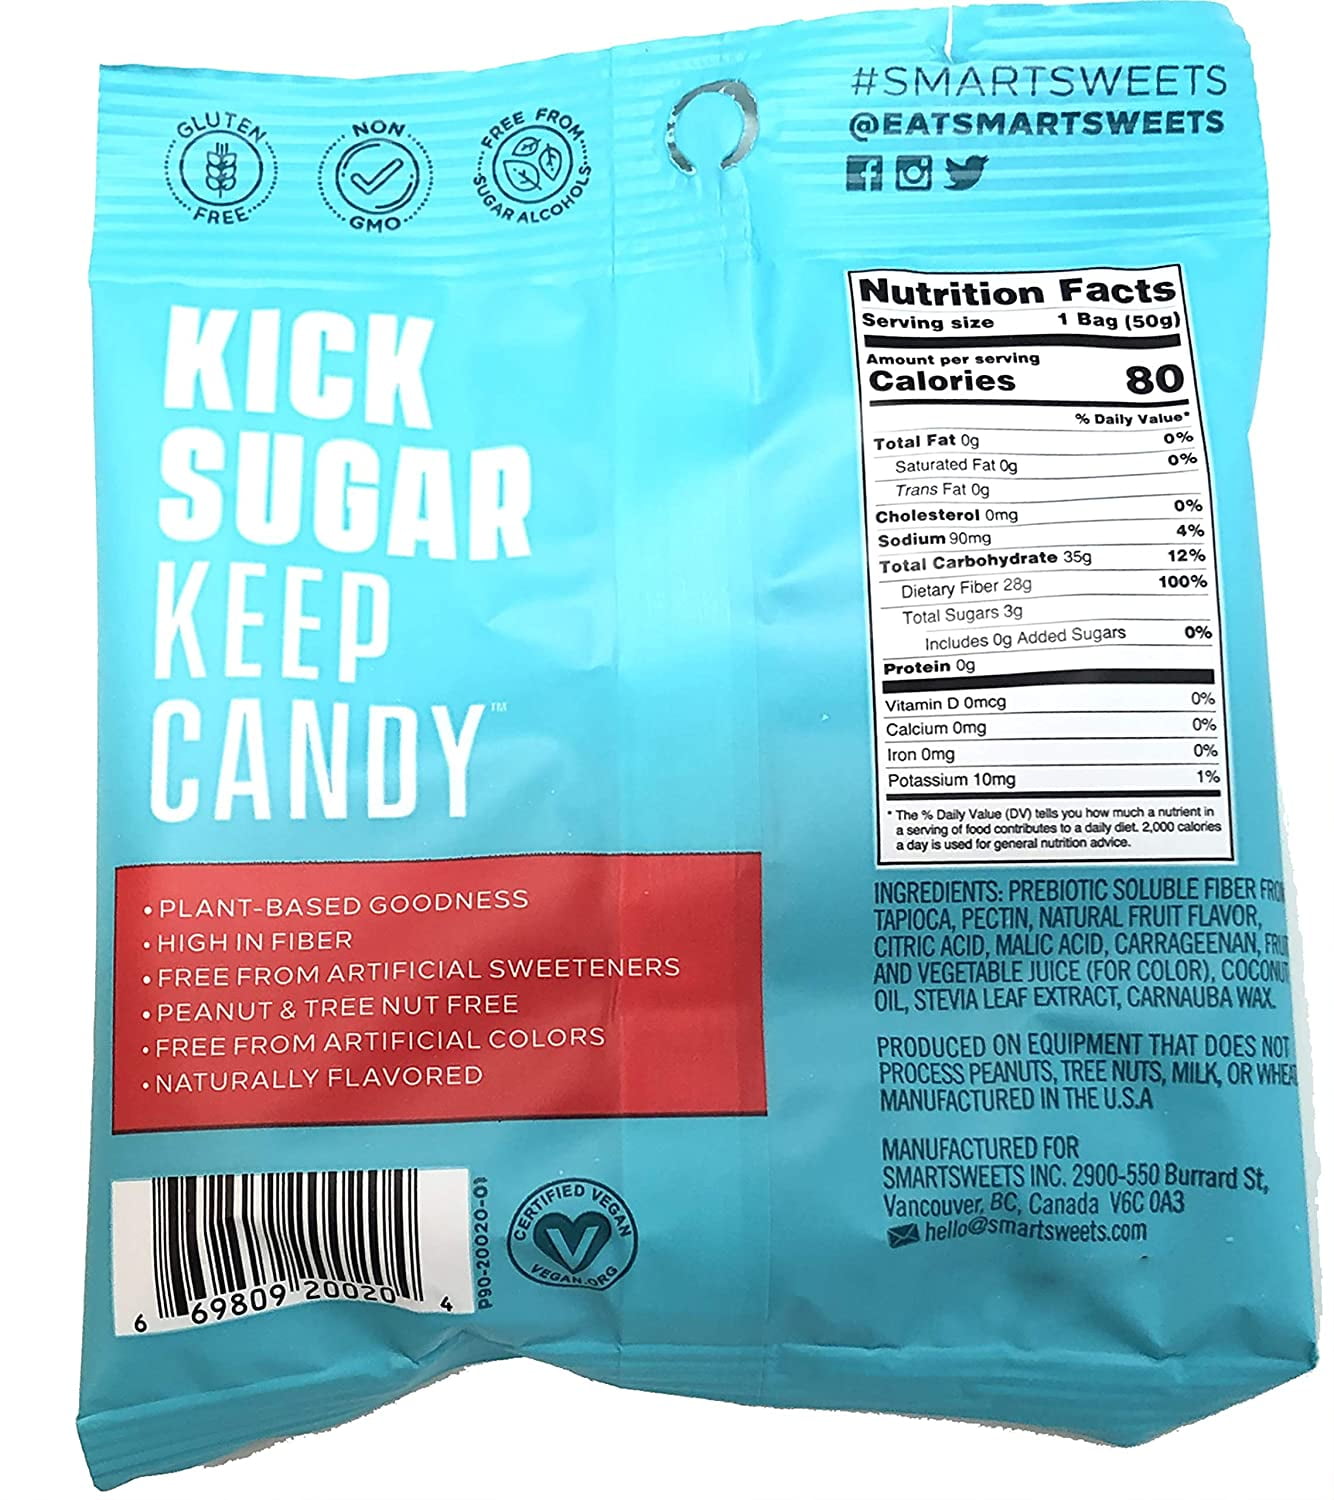 GLUTEN
FREE
NON
GMO
FREE FROM
SUGAR ALCOHOLS
#SMARTSWEETS
@EATSMARTSWEETS
KICK
SUGAR
KEEP
CANDY™
• PLANT-BASED GOODNESS
• HIGH IN FIBER
• FREE FROM ARTIFICIAL SWEETENERS
• PEANUT & TREE NUT FREE
• FREE FROM ARTIFICIAL COLORS
• NATURALLY FLAVORED
6 69809 20020 4
P90-20020-01
CERTIFIED VEGAN
VEGAN.ORG
Nutrition Facts
Serving size 1 Bag (50g)
Amount per serving
Calories 80
% Daily Value*
Total Fat 0g 0%
Saturated Fat 0g 0%
Trans Fat 0g
Cholesterol 0mg 0%
Sodium 90mg 4%
Total Carbohydrate 35g 12%
Dietary Fiber 28g 100%
Total Sugars 3g
Includes 0g Added Sugars 0%
Protein 0g
Vitamin D 0mcg 0%
Calcium 0mg 0%
Iron 0mg 0%
Potassium 10mg 1%
* The % Daily Value (DV) tells you how much a nutrient in
a serving of food contributes to a daily diet. 2,000 calories
a day is used for general nutrition advice.
INGREDIENTS: PREBIOTIC SOLUBLE FIBER FROM
TAPIOCA, PECTIN, NATURAL FRUIT FLAVOR,
CITRIC ACID, MALIC ACID, CARRAGEENAN, FRUIT
AND VEGETABLE JUICE (FOR COLOR), COCONUT
OIL, STEVIA LEAF EXTRACT, CARNAUBA WAX.
PRODUCED ON EQUIPMENT THAT DOES NOT
PROCESS PEANUTS, TREE NUTS, MILK, OR WHEA
MANUFACTURED IN THE U.S.A
MANUFACTURED FOR
SMARTSWEETS INC. 2900-550 Burrard St,
Vancouver, BC, Canada V6C 0A3
hello@smartsweets.com